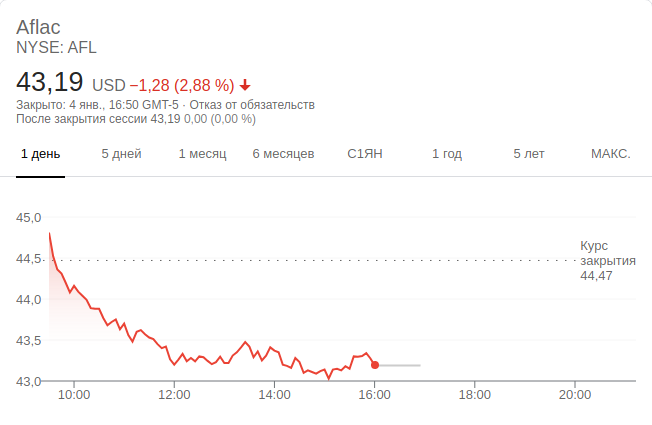 Aflac
NYSE: AFL
43,19 USD −1,28 (2,88 %)
Закрыто: 4 янв., 16:50 GMT-5 · Отказ от обязательств
После закрытия сессии 43,19 0,00 (0,00 %)
1 день 5 дней 1 месяц 6 месяцев С1ЯН 1 год 5 лет МАКС.
45,0
44,5
44,0
43,5
43,0
Курс
закрытия
44,47
10:00 12:00 14:00 16:00 18:00 20:00